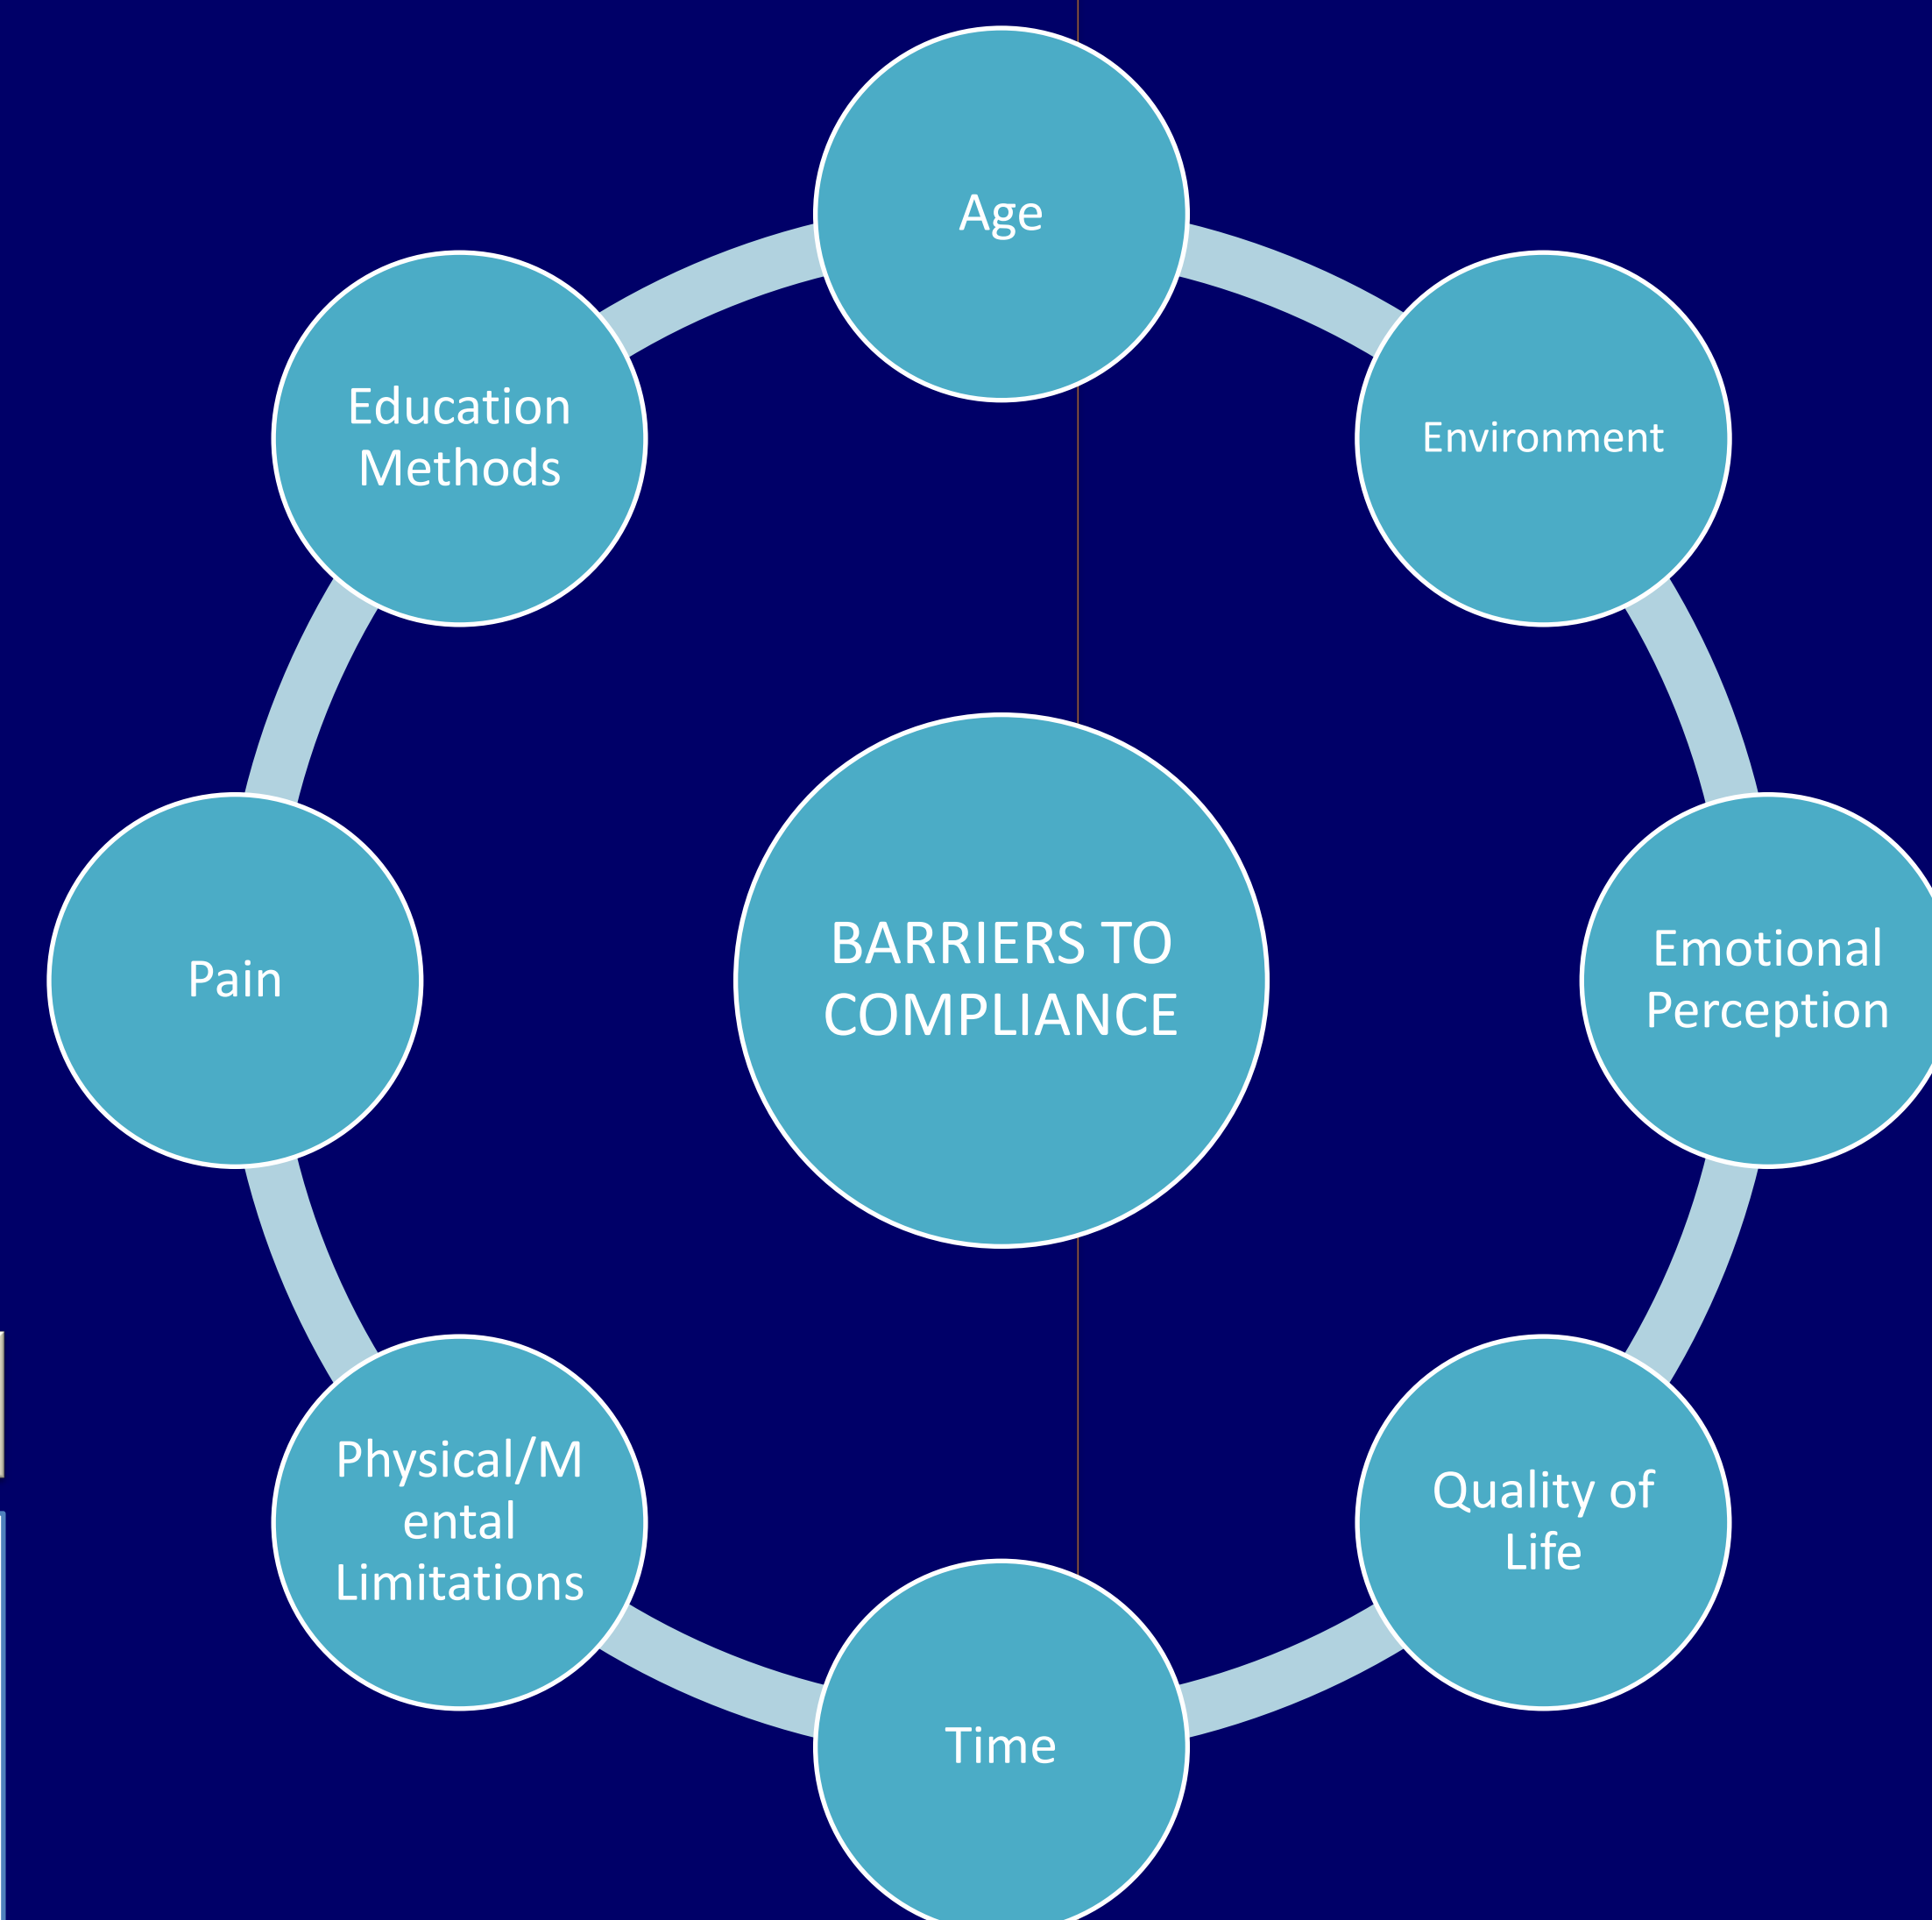 Age
Education
Methods
Environment
BARRIERS TO
COMPLIANCE
Pain
Emotional
Perception
Physical/M
ental
Limitations
Quality of
Life
Time